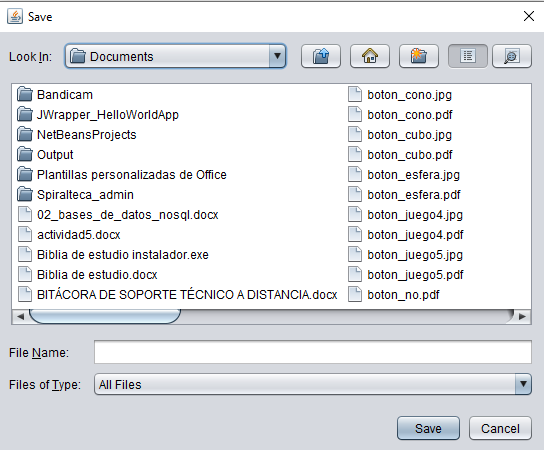 Save
Look In: Documents
Bandicam
JWrapper_HelloWorldApp
NetBeansProjects
Output
Plantillas personalizadas de Office
Spiralteca_admin
02_bases_de_datos_nosql.docx
actividad5.docx
Biblia de estudio instalador.exe
Biblia de estudio.docx
BITÁCORA DE SOPORTE TÉCNICO A DISTANCIA.docx
boton_cono.jpg
boton_cono.pdf
boton_cubo.jpg
boton_cubo.pdf
boton_esfera.jpg
boton_esfera.pdf
boton_juego4.jpg
boton_juego4.pdf
boton_juego5.jpg
boton_juego5.pdf
boton_no.pdf
File Name:
Files of Type: All Files
Save Cancel